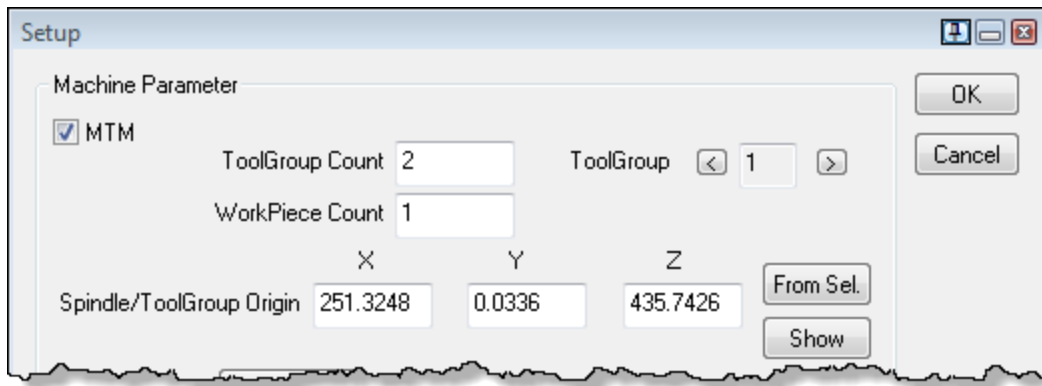 Setup
Machine Parameter
OK
MTM
ToolGroup Count 2 ToolGroup < 1 >
Cancel
WorkPiece Count 1
X Y Z
Spindle/ToolGroup Origin 251.3248 0.0336 435.7426 From Sel.
Show